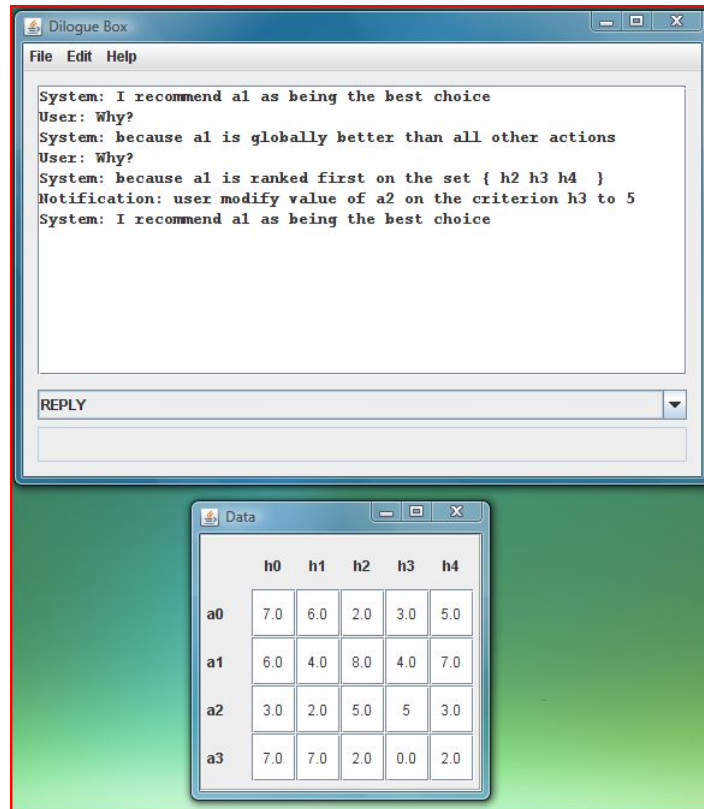 Dilogue Box
File Edit Help
System: I recommend a1 as being the best choice
User: Why?
System: because a1 is globally better than all other actions
User: Why?
System: because a1 is ranked first on the set { h2 h3 h4 }
Notification: user modify value of a2 on the criterion h3 to 5
System: I recommend a1 as being the best choice
REPLY
Data
h0 h1 h2 h3 h4
a0 7.0 6.0 2.0 3.0 5.0
a1 6.0 4.0 8.0 4.0 7.0
a2 3.0 2.0 5.0 5 3.0
a3 7.0 7.0 2.0 0.0 2.0